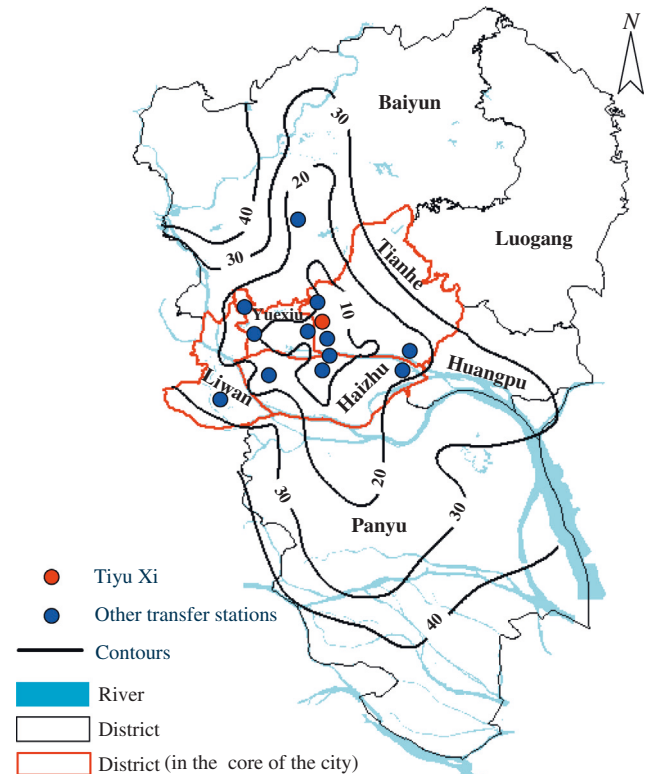 N
Baiyun
30
20
40
Luogang
30
Tianhe
10
Yuexiu
Huangpu
Liwan
Haizhu
20
30
30
Panyu
40
Tiyu Xi
Other transfer stations
Contours
River
District
District (in the core of the city)